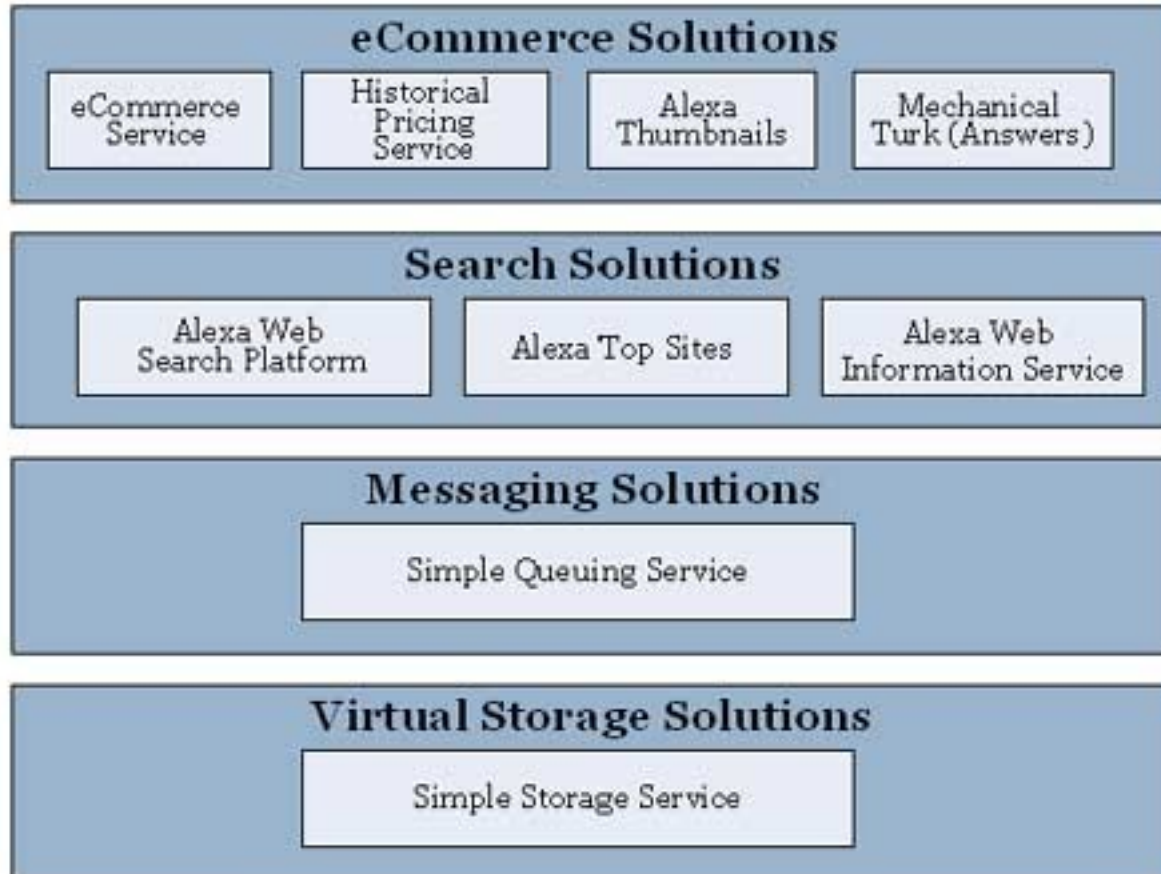 eCommerce Solutions
eCommerce
Service
Historical
Pricing
Service
Alexa
Thumbnails
Mechanical
Turk (Answers)
Search Solutions
Alexa Web
Search Platform
Alexa Top Sites
Alexa Web
Information Service
Messaging Solutions
Simple Queuing Service
Virtual Storage Solutions
Simple Storage Service